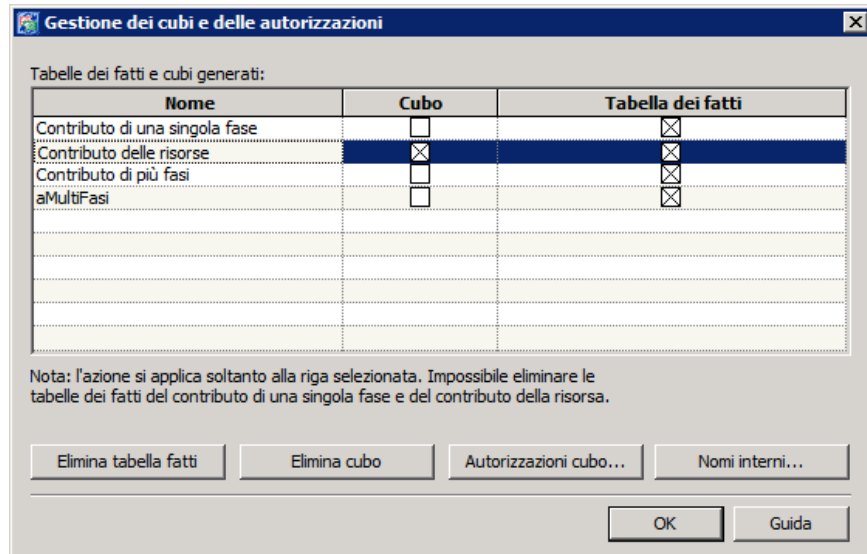 Gestione dei cubi e delle autorizzazioni
Tabelle dei fatti e cubi generati:
Nome Cubo Tabella dei fatti
Contributo di una singola fase
Contributo delle risorse
Contributo di più fasi
aMultiFasi
Nota: l'azione si applica soltanto alla riga selezionata. Impossibile eliminare le
tabelle dei fatti del contributo di una singola fase e del contributo della risorsa.
Elimina tabella fatti Elimina cubo Autorizzazioni cubo... Nomi interni...
OK Guida